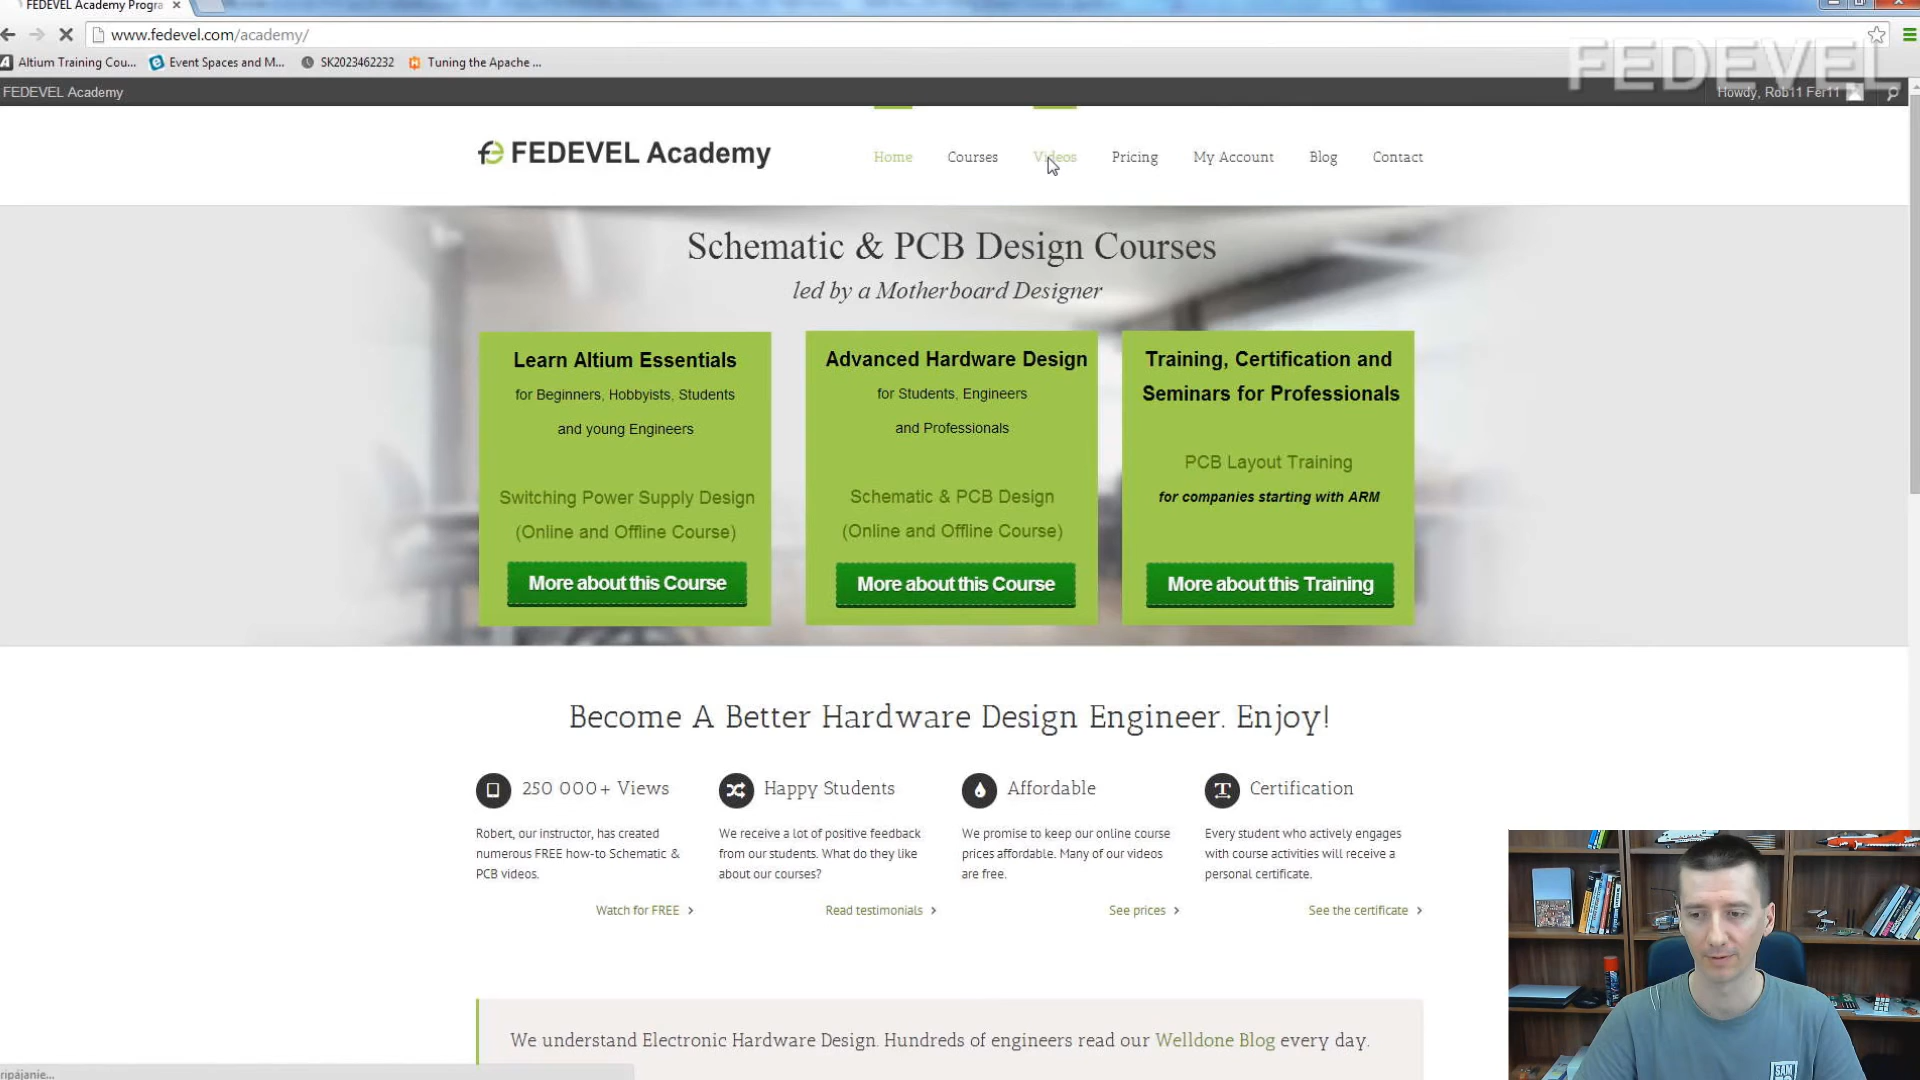 FEDEVEL Academy Progra
www.fedevel.com/academy/
Altium Training Cou...
Event Spaces and M...
SK2023462232
Tuning the Apache ...
FEDEVEL
FEDEVEL Academy
Howdy, Rob11 Fer11
FEDEVEL Academy
Home
Courses
Videos
Pricing
My Account
Blog
Contact
Schematic & PCB Design Courses
led by a Motherboard Designer
Learn Altium Essentials
for Beginners, Hobbyists, Students
and young Engineers
Switching Power Supply Design
(Online and Offline Course)
More about this Course
Advanced Hardware Design
for Students, Engineers
and Professionals
Schematic & PCB Design
(Online and Offline Course)
More about this Course
Training, Certification and
Seminars for Professionals
PCB Layout Training
for companies starting with ARM
More about this Training
Become A Better Hardware Design Engineer. Enjoy!
250 000+ Views
Robert, our instructor, has created
numerous FREE how-to Schematic &
PCB videos.
Watch for FREE
Happy Students
We receive a lot of positive feedback
from our students. What do they like
about our courses?
Read testimonials
Affordable
We promise to keep our online course
prices affordable. Many of our videos
are free.
See prices
Certification
Every student who actively engages
with course activities will receive a
personal certificate.
See the certificate
We understand Electronic Hardware Design. Hundreds of engineers read our Welldone Blog every day.
ripájanie...